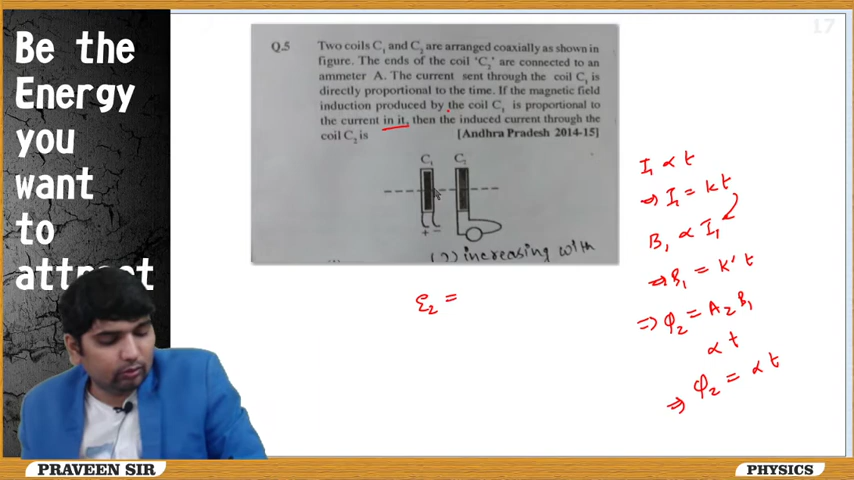 17
Be the
Energy
you
want
to
attract
Q.5 Two coils C₁ and C₂ are arranged coaxially as shown in
figure. The ends of the coil 'C₂' are connected to an
ammeter A. The current sent through the coil C₁ is
directly proportional to the time. If the magnetic field
induction produced by the coil C₁ is proportional to
the current in it, then the induced current through the
coil C₂ is [Andhra Pradesh 2014-15]
C₁ C₂
+ −
increasing with
I₁ ∝ t
⇒ I₁ = kt
B₁ ∝ I₁
⇒ B₁ = k' t
⇒ φ₂ = A₂ B₁
∝ t
⇒ φ₂ = α t
ε₂ =
PRAVEEN SIR
PHYSICS